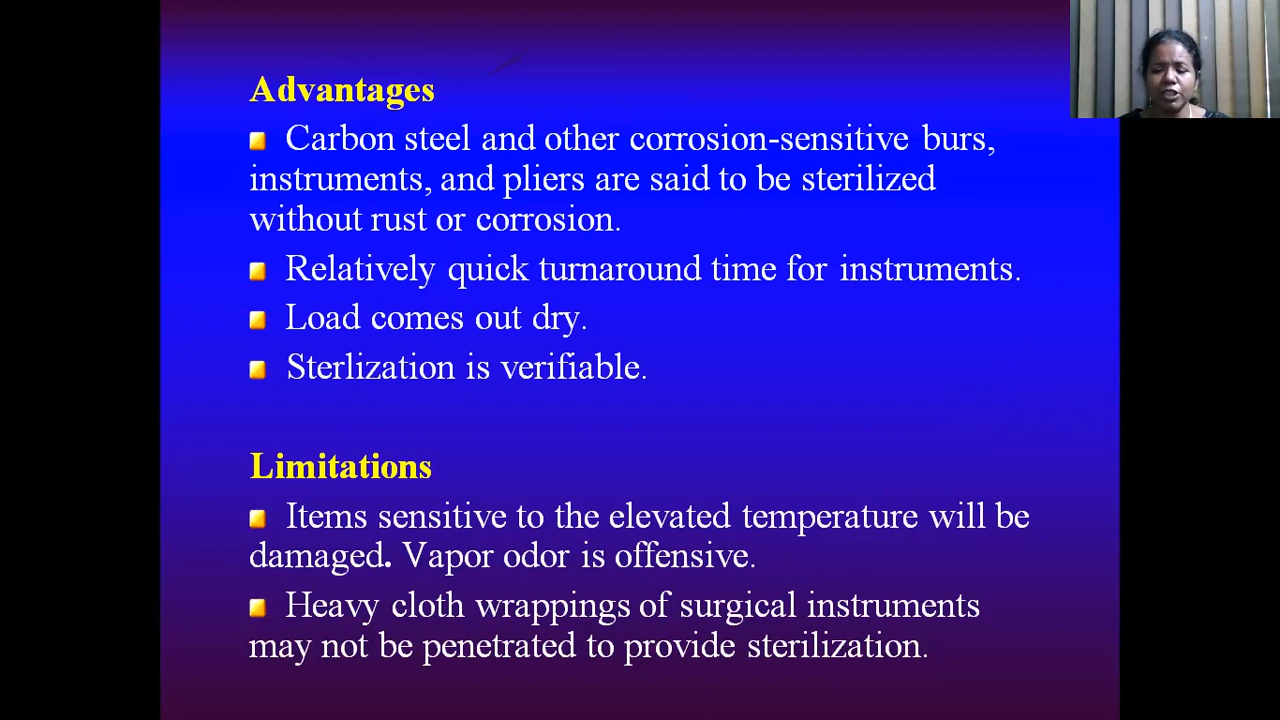 Advantages
Carbon steel and other corrosion-sensitive burs,
instruments, and pliers are said to be sterilized
without rust or corrosion.
Relatively quick turnaround time for instruments.
Load comes out dry.
Sterlization is verifiable.
Limitations
Items sensitive to the elevated temperature will be
damaged. Vapor odor is offensive.
Heavy cloth wrappings of surgical instruments
may not be penetrated to provide sterilization.